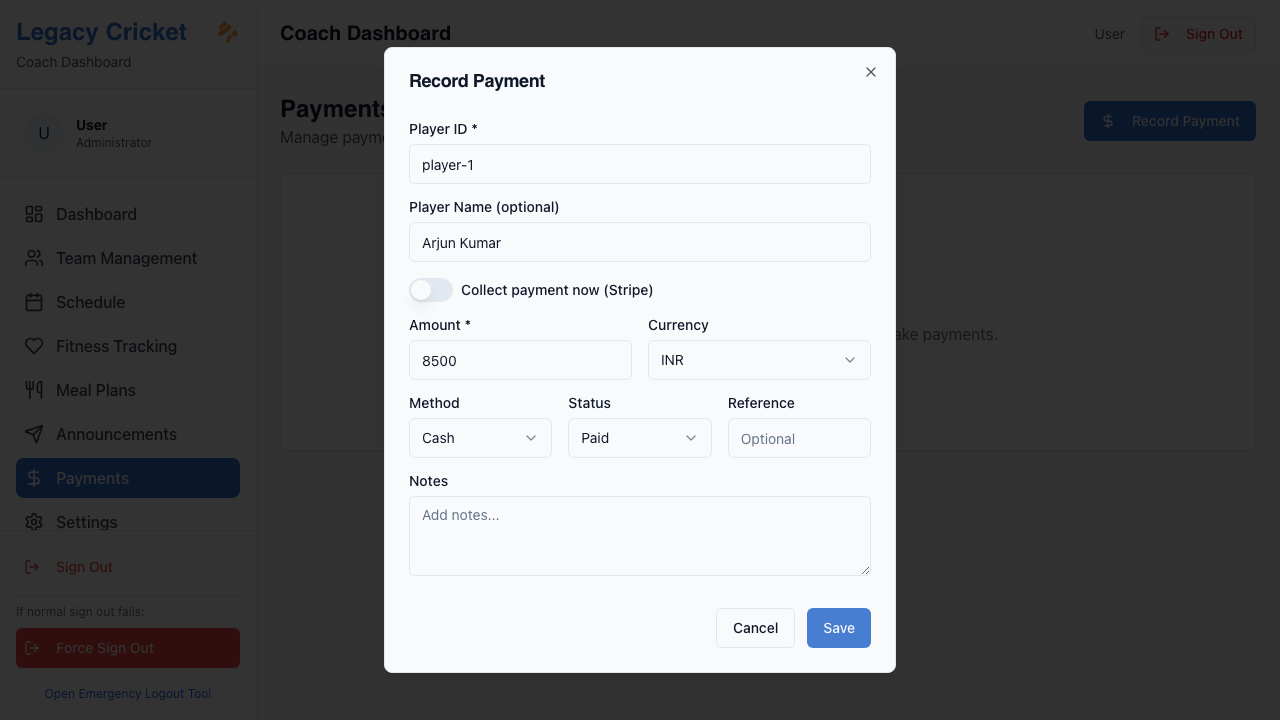 Legacy Cricket
Coach Dashboard
U
User
Administrator
Dashboard
Team Management
Schedule
Fitness Tracking
Meal Plans
Announcements
Payments
Settings
Sign Out
If normal sign out fails:
Force Sign Out
Open Emergency Logout Tool
Coach Dashboard
User
Sign Out
Payments
Manage
Record Payment
payments.
Record Payment
Player ID *
player-1
Player Name (optional)
Arjun Kumar
Collect payment now (Stripe)
Amount *
Currency
8500
INR
Method
Status
Reference
Cash
Paid
Optional
Notes
Add notes...
Cancel
Save